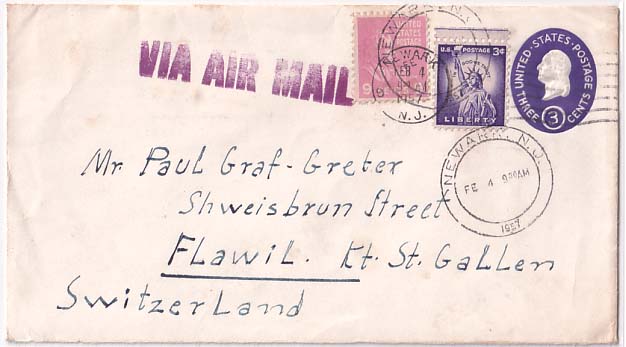 VIA AIR MAIL
UNITED STATES POSTAGE
9
NEWARK, N.J.
FEB 4
1957
N.J.
U.S. POSTAGE 3¢
LIBERTY
UNITED·STATES·POSTAGE
THREE 3 CENTS
NEWARK, N.J.
FE 4 9 AM
1957
Mr Paul Graf-Greter
Shweisbrun Street
Flawil. Kt. St. Gallen
Switzerland